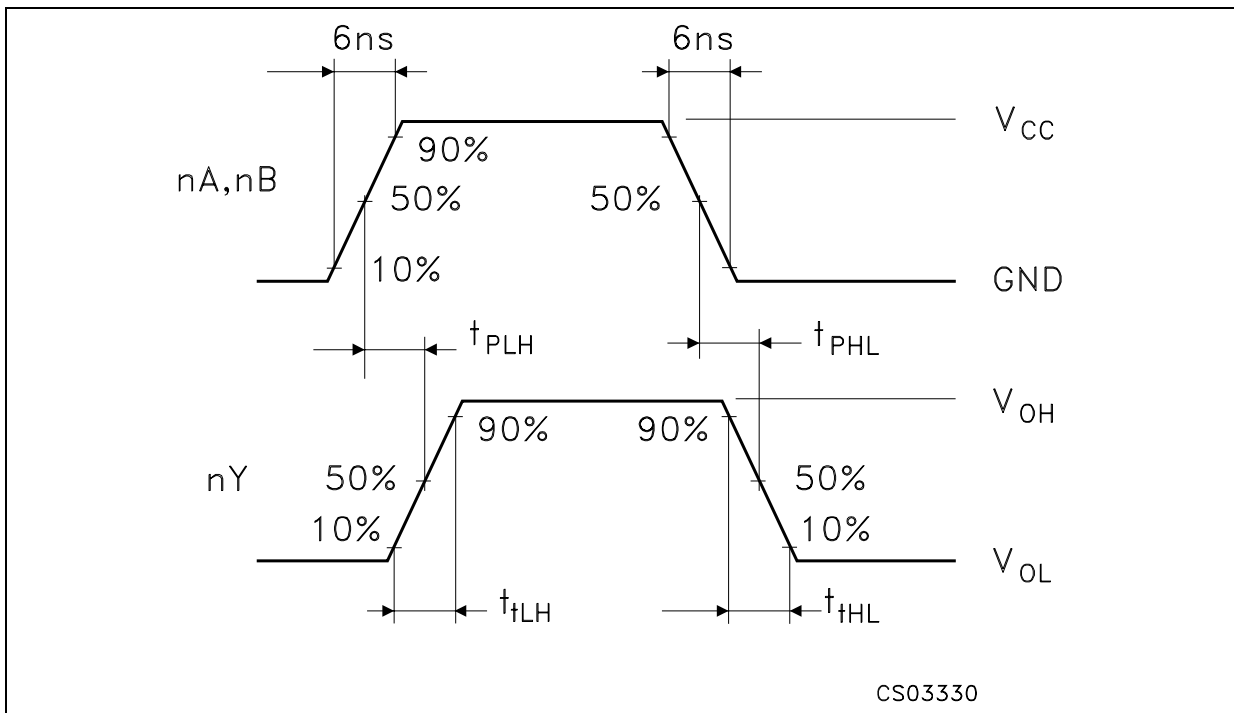 6ns 6ns
V_CC
90%
nA,nB
50% 50%
10%
GND
t_PLH t_PHL
V_OH
90% 90%
nY
50% 50%
10% 10%
V_OL
t_tLH t_tHL
CS03330